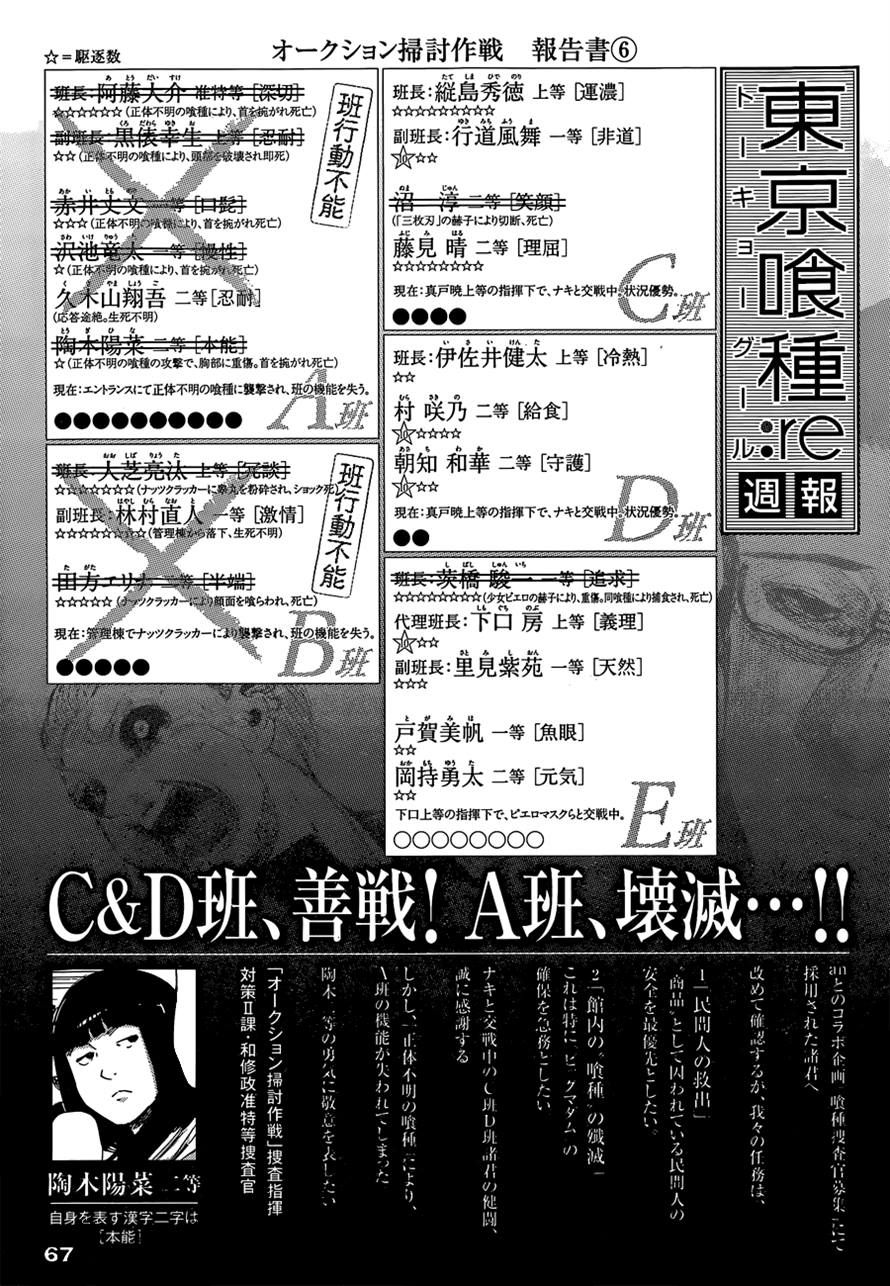 ☆=駆逐数
オークション掃討作戦 報告書⑥
東京喰種:re
トーキョーグール
週報
班長:阿藤大介 准特等[深切]
☆☆☆☆☆☆(正体不明の喰種により、首を捥がれ死亡)
副班長:黒俵幸生 上等[忍耐]
☆☆(正体不明の喰種により、頭部を破壊され即死)
赤井丈文 一等[口髭]
☆☆☆☆(正体不明の喰種により、首を捥がれ死亡)
沢池竜太 一等[慢性]
☆(正体不明の喰種により、首を捥がれ死亡)
久木山翔吾 二等[忍耐]
(応答途絶。生死不明)
陶木陽菜 二等[本能]
☆(正体不明の喰種の攻撃で、胸部に重傷。首を捥がれ死亡)
現在:エントランスにて正体不明の喰種に襲撃され、班の機能を失う。
●●●●●●●●●●
班行動不能
A班
班長:大芝亮汰 上等[冗談]
☆☆☆☆☆☆☆(ナッツクラッカーに睾丸を粉砕され、ショック死)
副班長:林村直人 一等[激情]
☆☆☆☆☆☆☆☆(管理棟から落下、生死不明)
田方エリナ 二等[半端]
☆☆☆☆☆(ナッツクラッカーにより顔面を喰らわれ、死亡)
現在:管理棟でナッツクラッカーにより襲撃され、班の機能を失う。
●●●●●
班行動不能
B班
班長:縦島秀徳 上等[運濃]
☆☆☆☆☆☆☆☆☆
副班長:行道風舞 一等[非道]
☆10☆☆☆☆☆☆
沼 淳 二等[笑顔]
(「三枚刃」の赫子により切断、死亡)
藤見 晴 二等[理屈]
☆☆☆☆☆☆☆☆
現在:真戸暁上等の指揮下で、ナキと交戦中。状況優勢。
●●●●
C班
班長:伊佐井健太 上等[冷熱]
☆☆
村 咲乃 二等[給食]
☆10☆☆☆☆
朝知 和華 二等[守護]
☆10☆☆
現在:真戸暁上等の指揮下で、ナキと交戦中。状況優勢。
●●
D班
班長:茨橋 駿一 一等[追求]
☆☆☆☆☆☆☆☆(少女ピエロの赫子により、重傷。同喰種により捕食され、死亡)
代理班長:下口 房 上等[義理]
☆☆☆☆☆
副班長:里見紫苑 一等[天然]
☆☆☆
戸賀美帆 一等[魚眼]
☆☆
岡持勇太 二等[元気]
☆☆
下口上等の指揮下で、ピエロマスクらと交戦中。
○○○○○○○○
E班
C&D班、善戦! A班、壊滅…!!
anとのコラボ企画「喰種捜査官募集」にて
採用された諸君へ
改めて確認するが、我々の任務は、
1「民間人の救出」
“商品”として囚われている民間人の
安全を最優先としたい。
2「館内の“喰種”の殲滅」
これは特に、ビッグマダムの
確保を急務としたい
ナキと交戦中のC班D班諸君の健闘、
誠に感謝する
しかし、「正体不明の喰種」により、
A班の機能が失われてしまった
陶木二等の勇気に敬意を表したい
「オークション掃討作戦」捜査指揮
対策Ⅱ課・和修政准特等捜査官
陶木陽菜 二等
自身を表す漢字二字は
[本能]
67